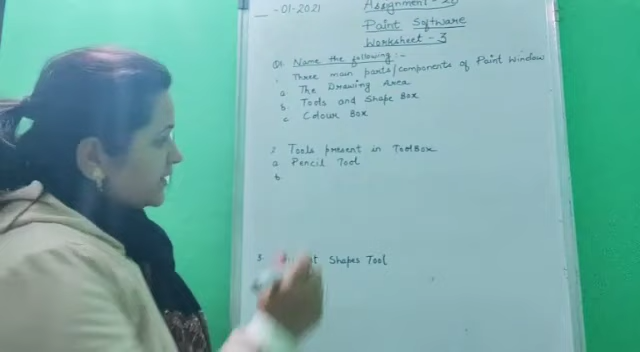 -01-2021
Assignment - 21
Paint Software
Worksheet - 3
Q1. Name the following :-
1. Three main parts/components of Paint Window
a. The Drawing Area
b. Tools and Shape Box
c. Colour Box
2. Tools present in ToolBox
a Pencil Tool
b.
3. Shapes Tool